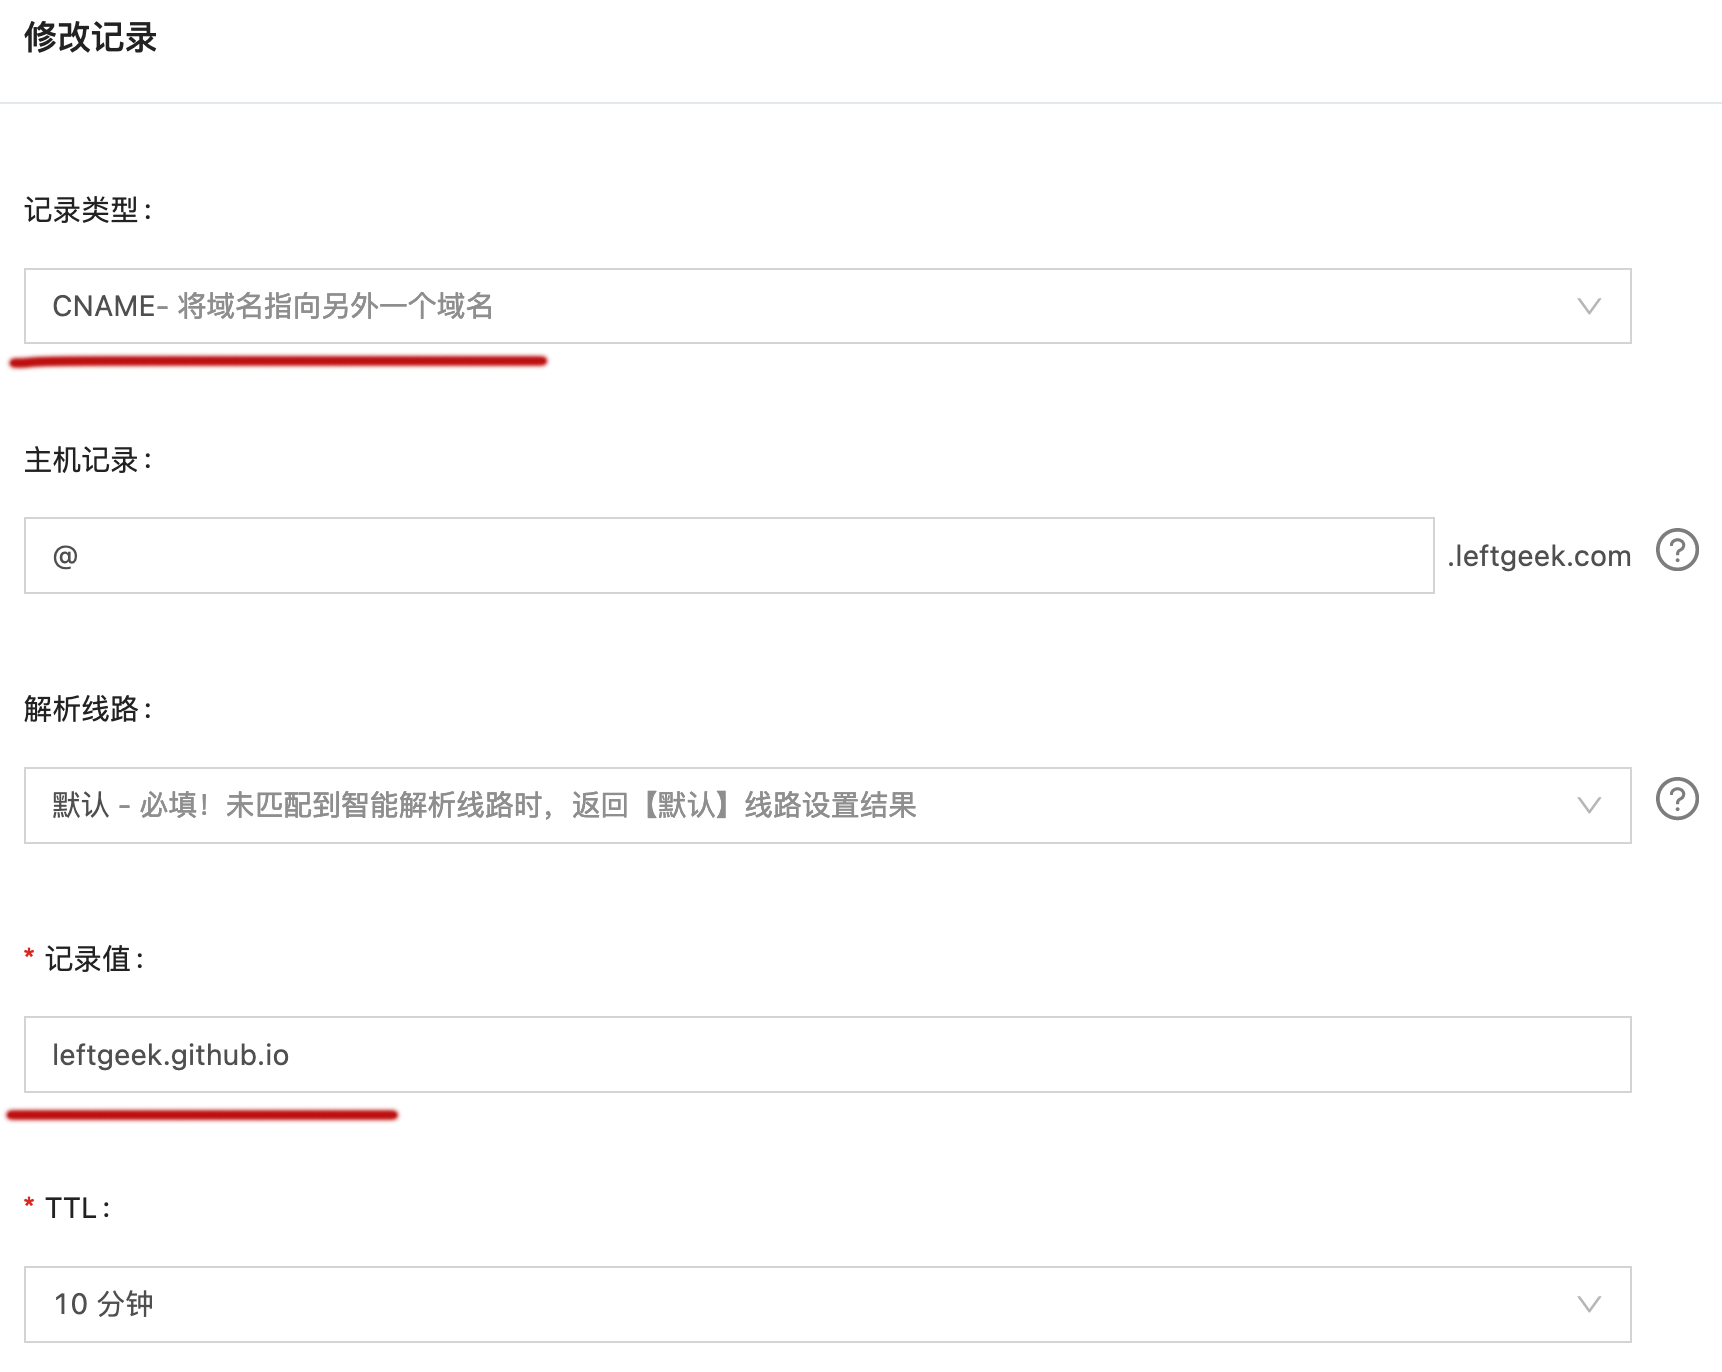 修改记录
记录类型：
CNAME- 将域名指向另外一个域名
主机记录：
@
.leftgeek.com
解析线路：
默认 - 必填！未匹配到智能解析线路时，返回【默认】线路设置结果
* 记录值：
leftgeek.github.io
* TTL：
10 分钟